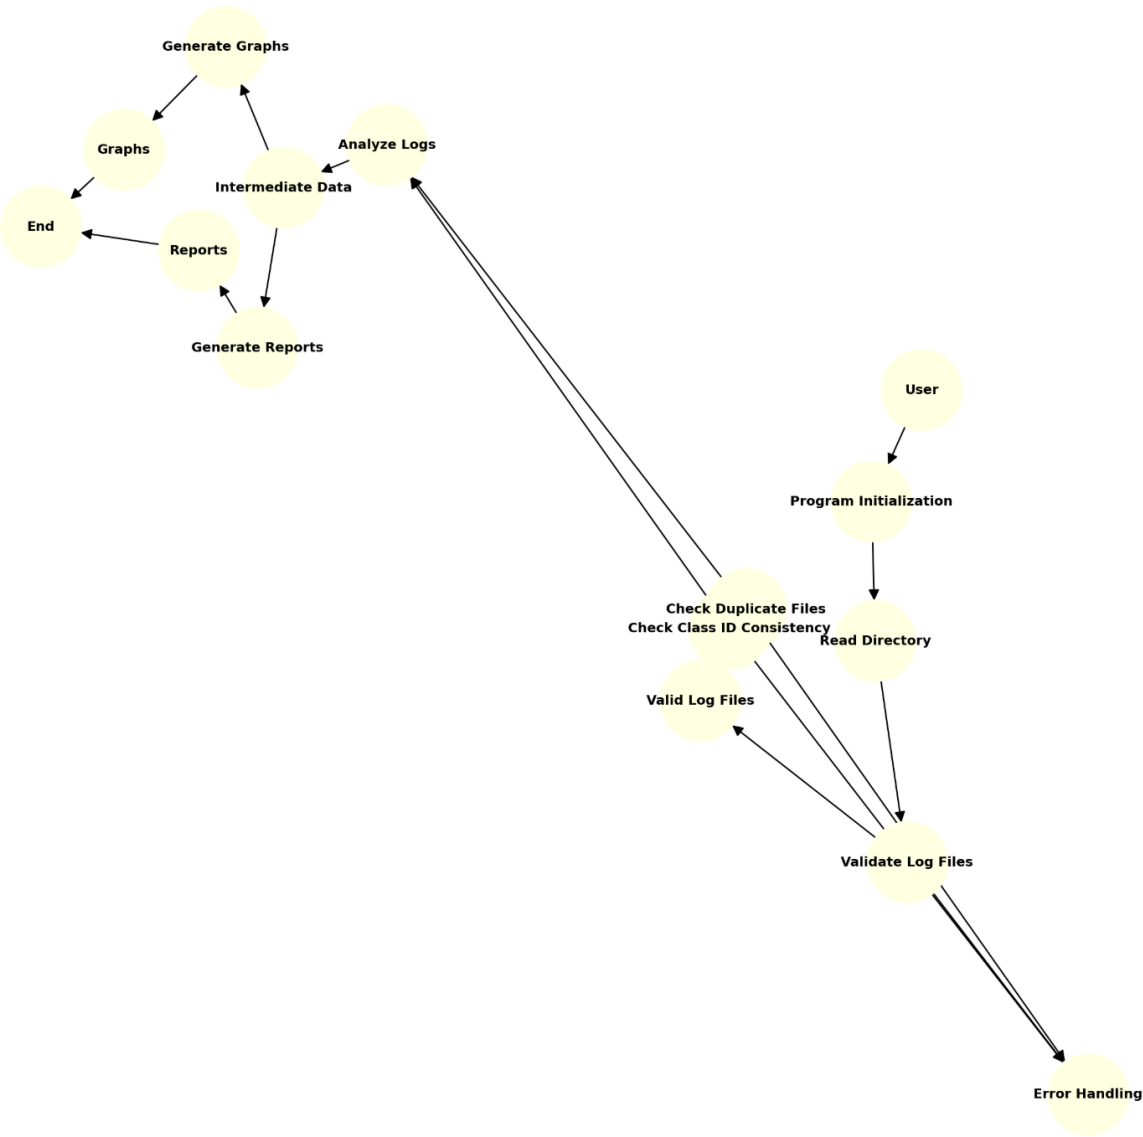 Generate Graphs
Analyze Logs
Graphs
Intermediate Data
End
Reports
Generate Reports
User
Program Initialization
Check Duplicate Files
Check Class ID Consistency
Read Directory
Valid Log Files
Validate Log Files
Error Handling